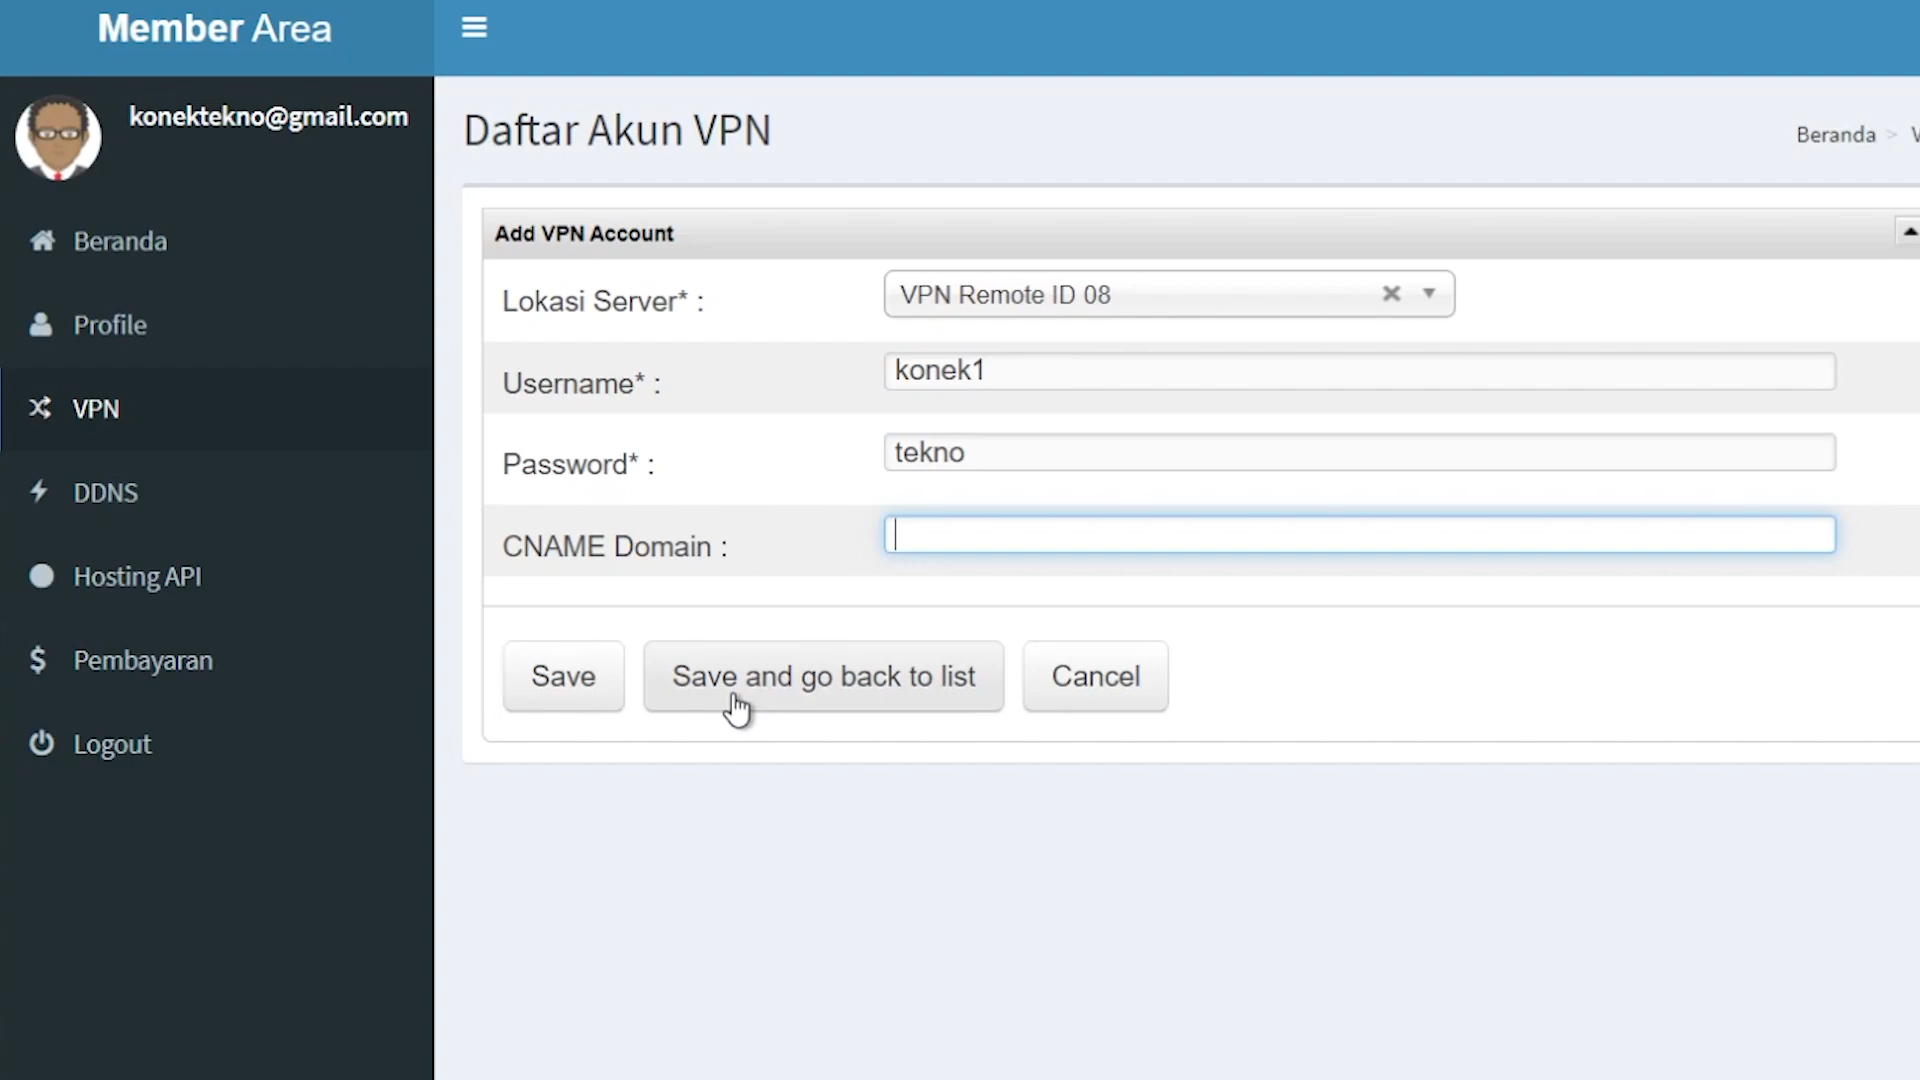 Member Area
konektekno@gmail.com
Beranda
Profile
VPN
DDNS
Hosting API
Pembayaran
Logout
Daftar Akun VPN
Beranda >
Add VPN Account
Lokasi Server* : VPN Remote ID 08
Username* : konek1
Password* : tekno
CNAME Domain :
Save Save and go back to list Cancel